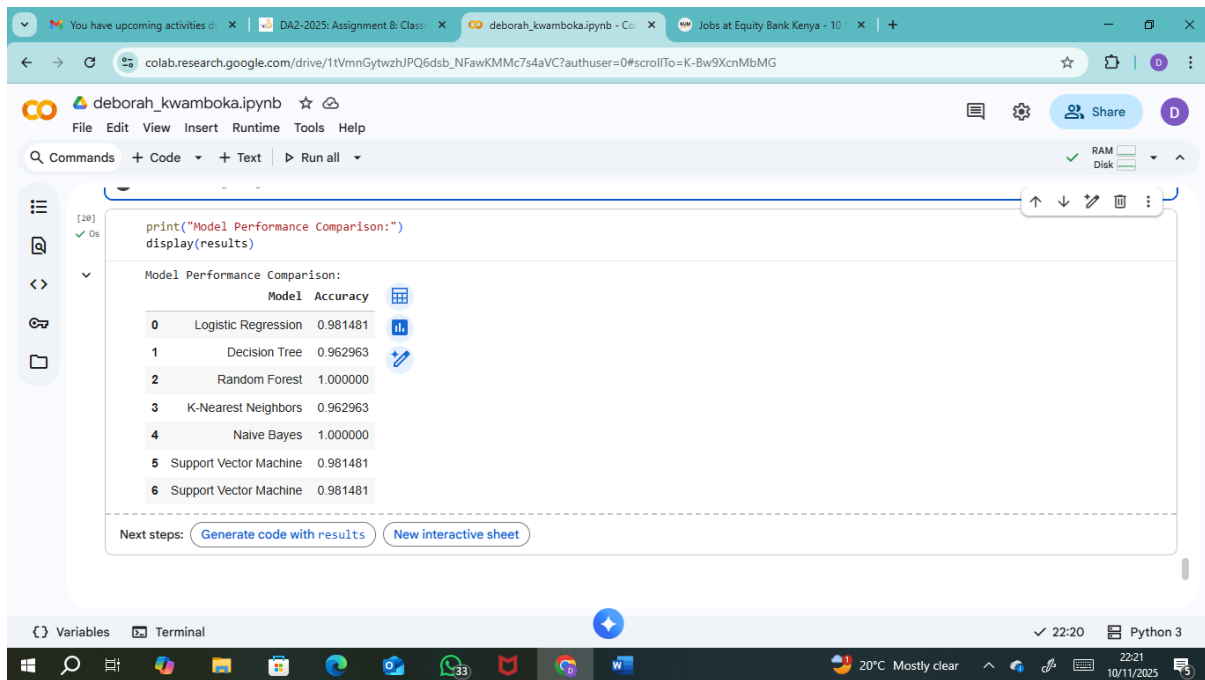 You have upcoming activities d
DA2-2025: Assignment 8: Classi
deborah_kwamboka.ipynb - Col
Jobs at Equity Bank Kenya - 10
colab.research.google.com/drive/1tVmnGytwzhJPQ6dsb_NFawKMMc7s4aVC?authuser=0#scrollTo=K-Bw9XcnMbMG
D
deborah_kwamboka.ipynb
Share
D
File Edit View Insert Runtime Tools Help
Commands + Code + Text Run all
RAM
Disk
[20]
0s
print("Model Performance Comparison:")
display(results)
Model Performance Comparison:
Model Accuracy
0 Logistic Regression 0.981481
1 Decision Tree 0.962963
2 Random Forest 1.000000
3 K-Nearest Neighbors 0.962963
4 Naive Bayes 1.000000
5 Support Vector Machine 0.981481
6 Support Vector Machine 0.981481
Next steps: Generate code with results New interactive sheet
{} Variables Terminal
22:20 Python 3
33
1
20°C Mostly clear
22:21
10/11/2025
5